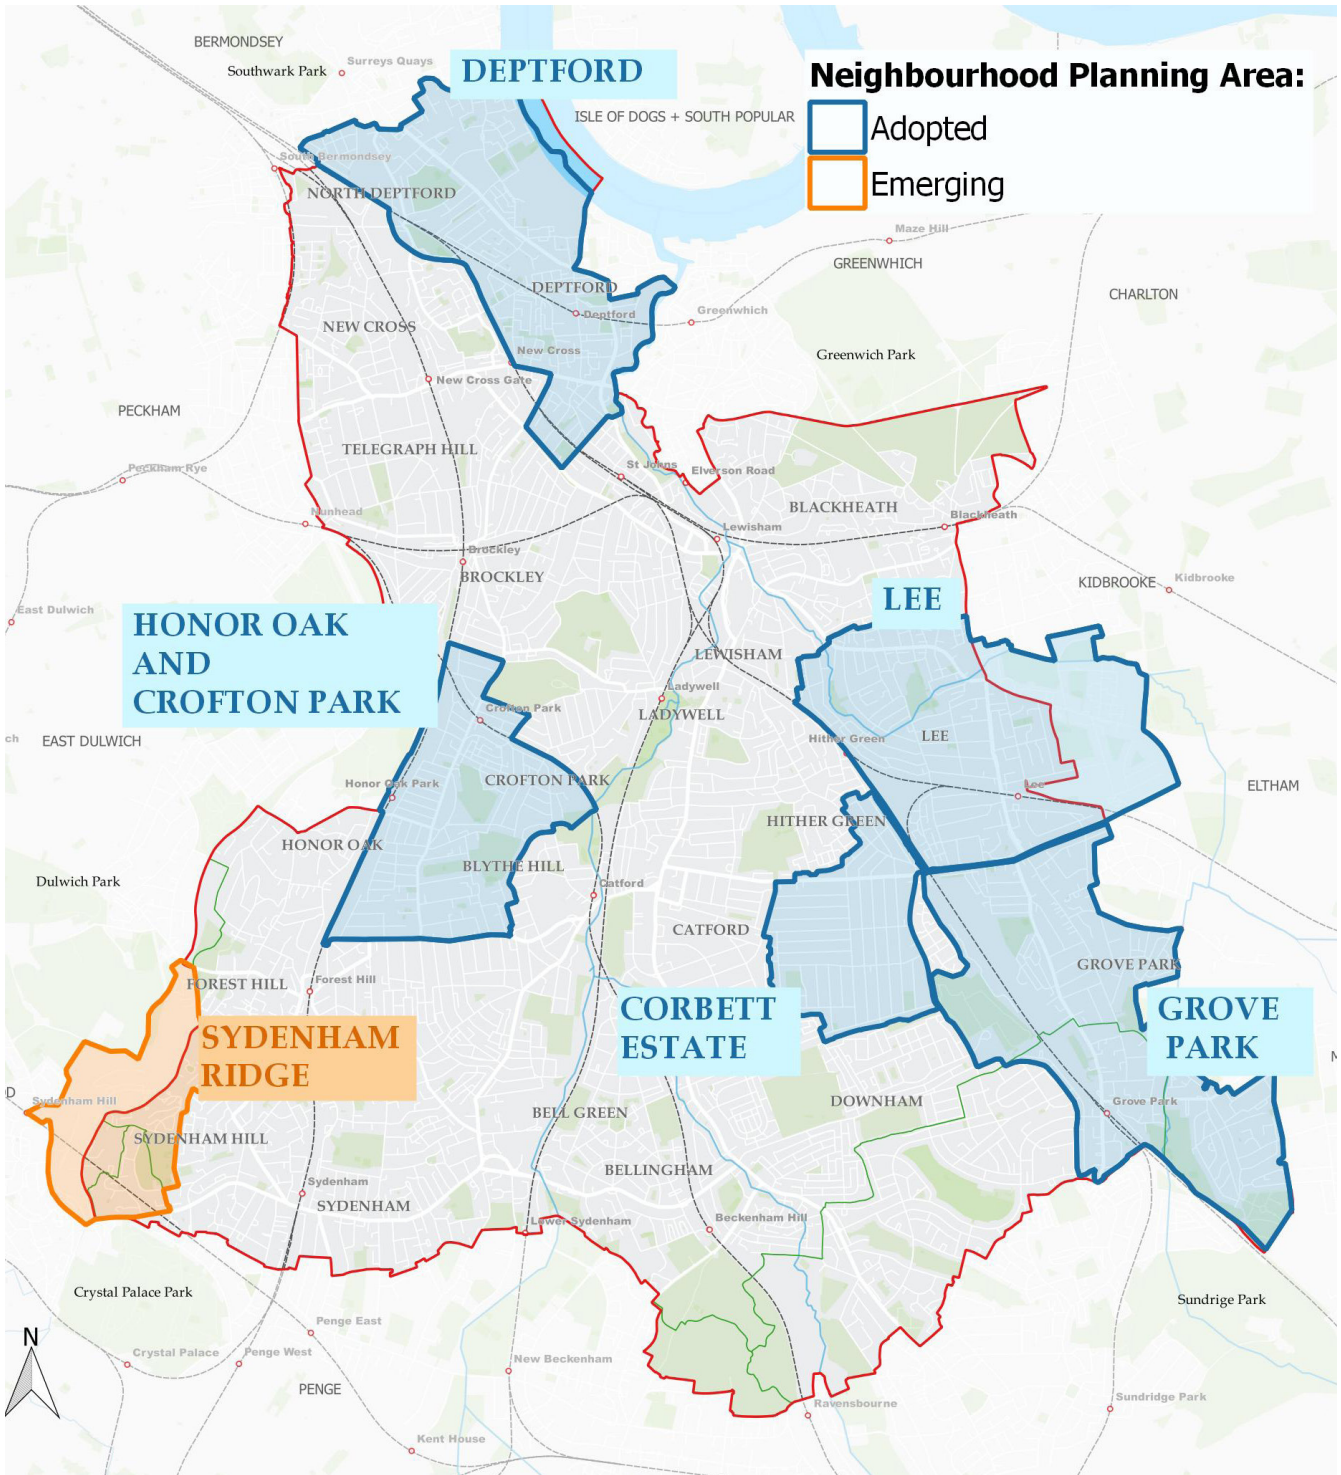 BERMONDSEY
Surreys Quays
Southwark Park
DEPTFORD
Neighbourhood Planning Area:
Adopted
Emerging
ISLE OF DOGS + SOUTH POPULAR
South Bermondsey
NORTH DEPTFORD
Maze Hill
GREENWHICH
DEPTFORD
CHARLTON
Deptford
Greenwhich
NEW CROSS
New Cross
Greenwich Park
New Cross Gate
PECKHAM
TELEGRAPH HILL
Peckham Rye
St Johns
Elverson Road
BLACKHEATH
Nunhead
Blackheath
Lewisham
Brockley
BROCKLEY
KIDBROOKE
Kidbrooke
East Dulwich
LEE
HONOR OAK
AND
CROFTON PARK
LEWISHAM
Ladywell
LADYWELL
Crofton Park
ch
EAST DULWICH
Hither Green
LEE
Honor Oak Park
CROFTON PARK
Lee
ELTHAM
HITHER GREEN
HONOR OAK
BLYTHE HILL
Dulwich Park
Catford
CATFORD
GROVE PARK
FOREST HILL
Forest Hill
CORBETT
ESTATE
GROVE
PARK
SYDENHAM
RIDGE
D
Sydenham Hill
DOWNHAM
Grove Park
BELL GREEN
SYDENHAM HILL
BELLINGHAM
Sydenham
SYDENHAM
Lower Sydenham
Beckenham Hill
Crystal Palace Park
Sundrige Park
N
Penge East
Crystal Palace
Penge West
New Beckenham
PENGE
Ravensbourne
Sundridge Park
Kent House